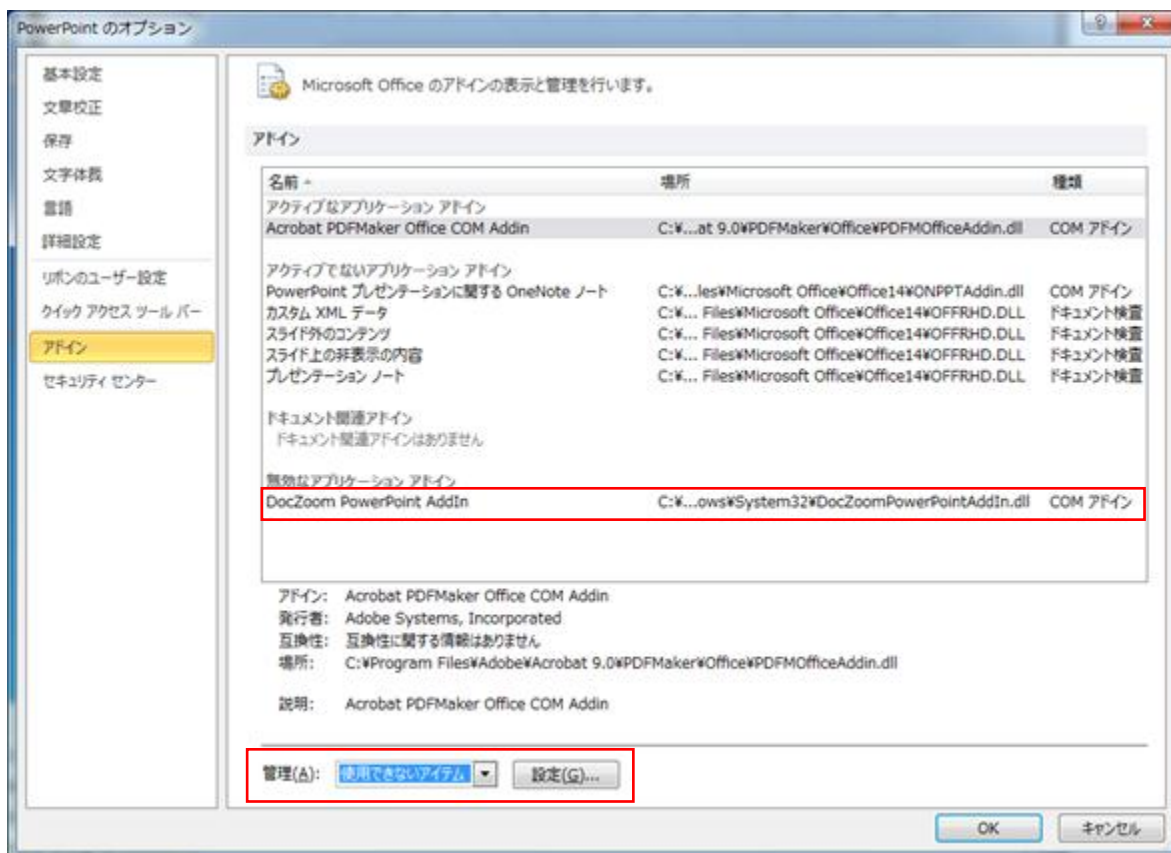 PowerPoint のオプション
基本設定
文章校正
保存
文字体裁
言語
詳細設定
リボンのユーザー設定
クイック アクセス ツール バー
アドイン
セキュリティ センター
Microsoft Office のアドインの表示と管理を行います。
アドイン
名前 場所 種類
アクティブなアプリケーション アドイン
Acrobat PDFMaker Office COM Addin C:¥...at 9.0¥PDFMaker¥Office¥PDFMOfficeAddin.dll COM アドイン
アクティブでないアプリケーション アドイン
PowerPoint プレゼンテーションに関する OneNote ノート C:¥...les¥Microsoft Office¥Office14¥ONPPTAddin.dll COM アドイン
カスタム XML データ C:¥... Files¥Microsoft Office¥Office14¥OFFRHD.DLL ドキュメント検査
スライド外のコンテンツ C:¥... Files¥Microsoft Office¥Office14¥OFFRHD.DLL ドキュメント検査
スライド上の非表示の内容 C:¥... Files¥Microsoft Office¥Office14¥OFFRHD.DLL ドキュメント検査
プレゼンテーション ノート C:¥... Files¥Microsoft Office¥Office14¥OFFRHD.DLL ドキュメント検査
ドキュメント関連アドイン
ドキュメント関連アドインはありません
無効なアプリケーション アドイン
DocZoom PowerPoint AddIn C:¥...ows¥System32¥DocZoomPowerPointAddIn.dll COM アドイン
アドイン: Acrobat PDFMaker Office COM Addin
発行者: Adobe Systems, Incorporated
互換性: 互換性に関する情報はありません
場所: C:¥Program Files¥Adobe¥Acrobat 9.0¥PDFMaker¥Office¥PDFMOfficeAddin.dll
説明: Acrobat PDFMaker Office COM Addin
管理(A): 使用できないアイテム 設定(G)...
OK キャンセル